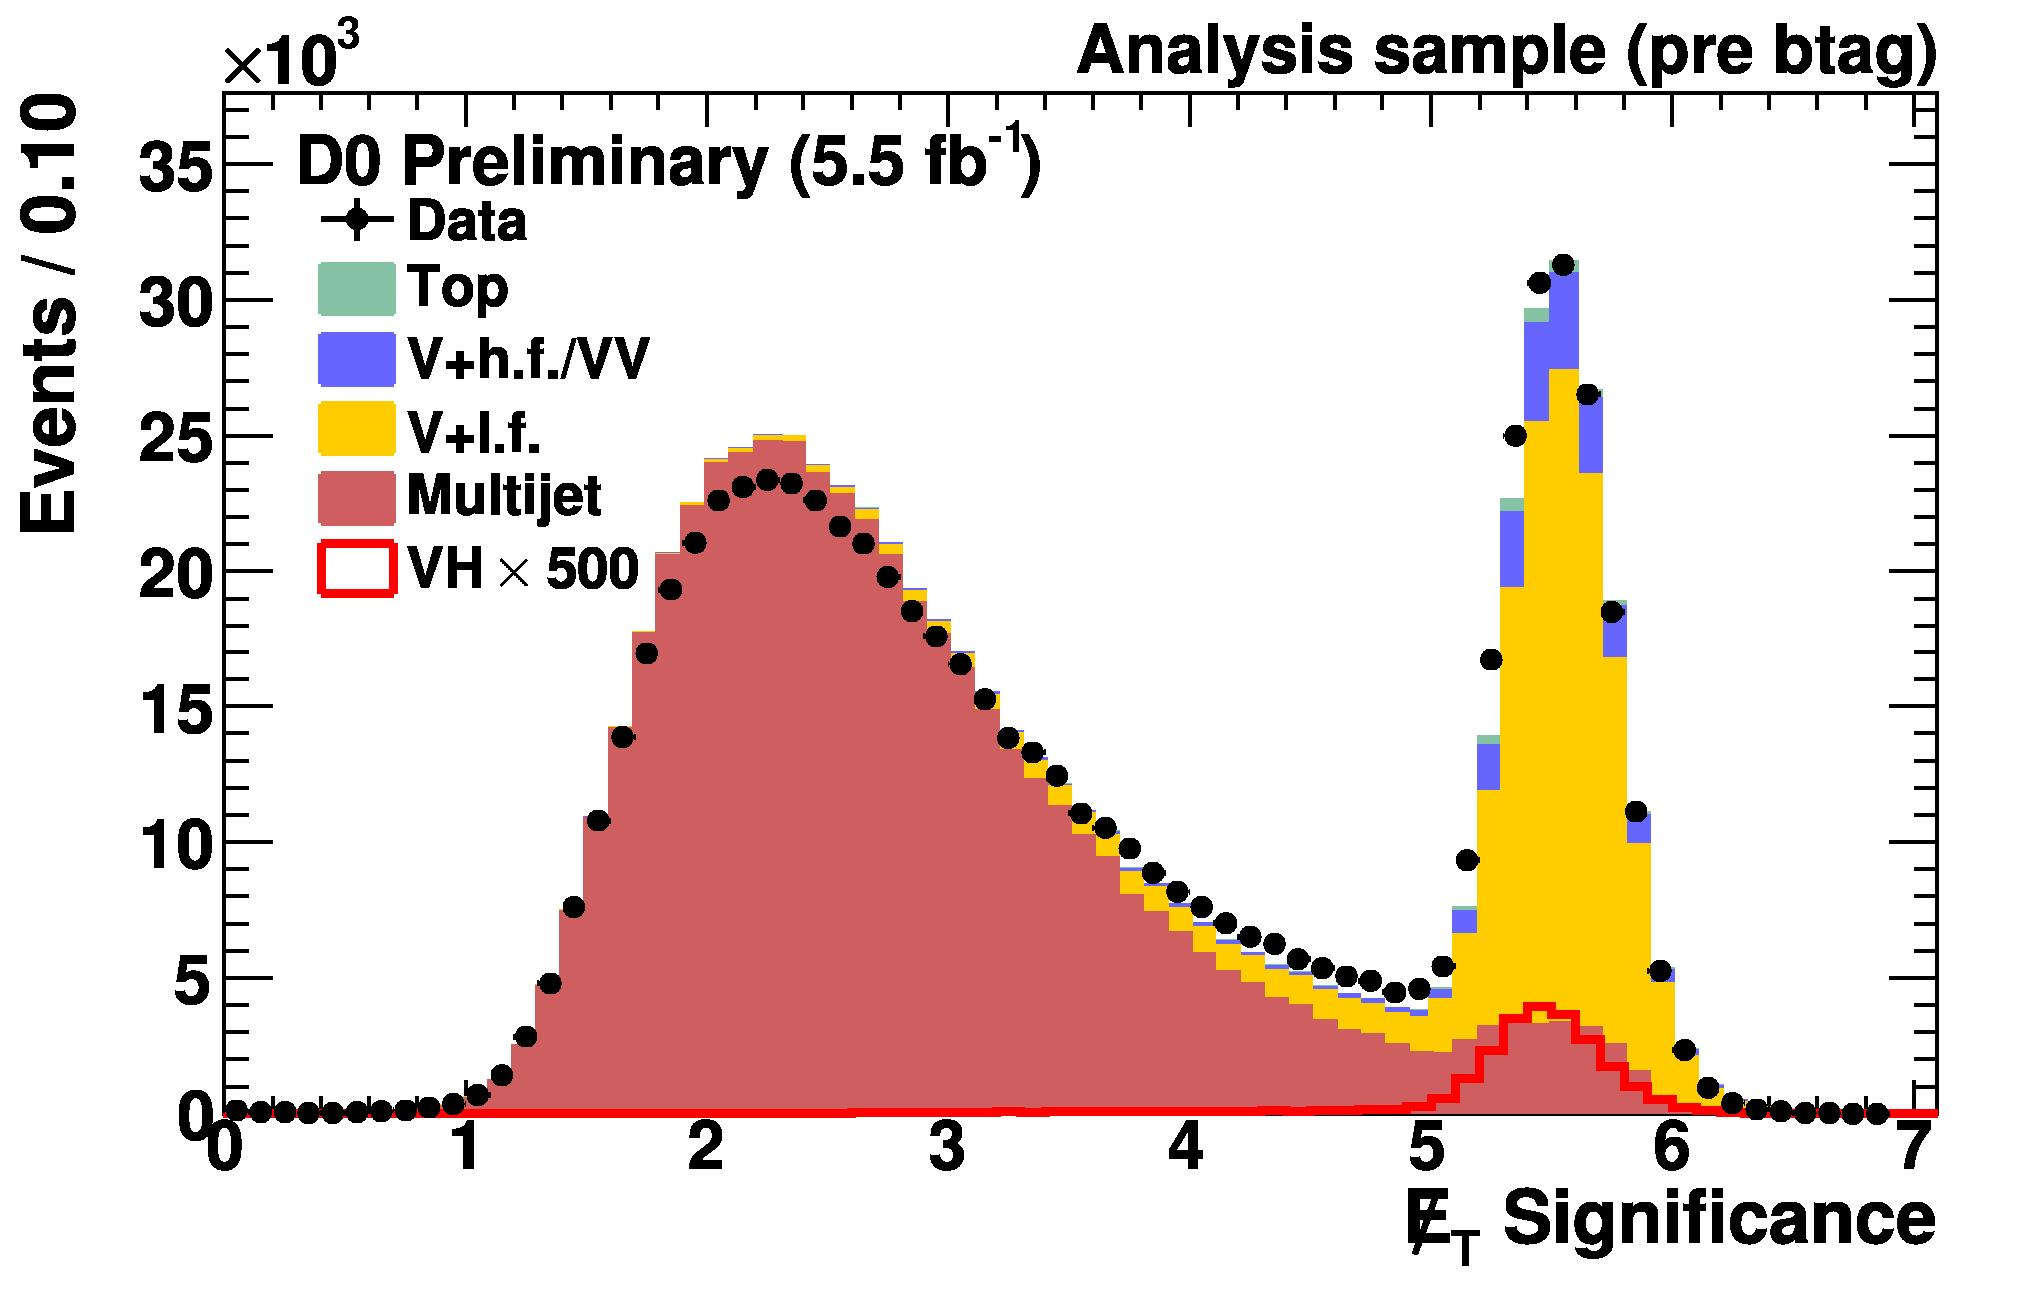 ×10³
Analysis sample (pre btag)
Events / 0.10
D0 Preliminary (5.5 fb⁻¹)
Data
Top
V+h.f./VV
V+l.f.
Multijet
VH × 500
35
30
25
20
15
10
5
0
0 1 2 3 4 5 6 7
E̸_T Significance